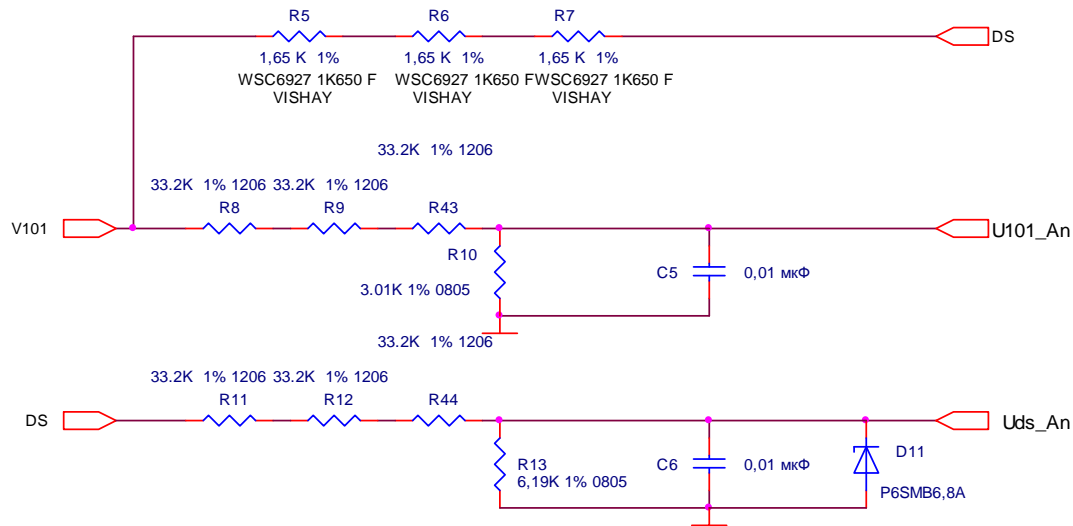 R5 R6 R7
DS
1,65 K 1% 1,65 K 1% 1,65 K 1%
WSC6927 1K650 F WSC6927 1K650 F WSC6927 1K650 F
VISHAY VISHAY VISHAY
33.2K 1% 1206
33.2K 1% 1206 33.2K 1% 1206
R8 R9 R43
V101
U101_An
R10
C5 0,01 мкФ
3.01K 1% 0805
33.2K 1% 1206
33.2K 1% 1206 33.2K 1% 1206
R11 R12 R44
DS
Uds_An
D11
R13 C6 0,01 мкФ
6,19K 1% 0805
P6SMB6,8A